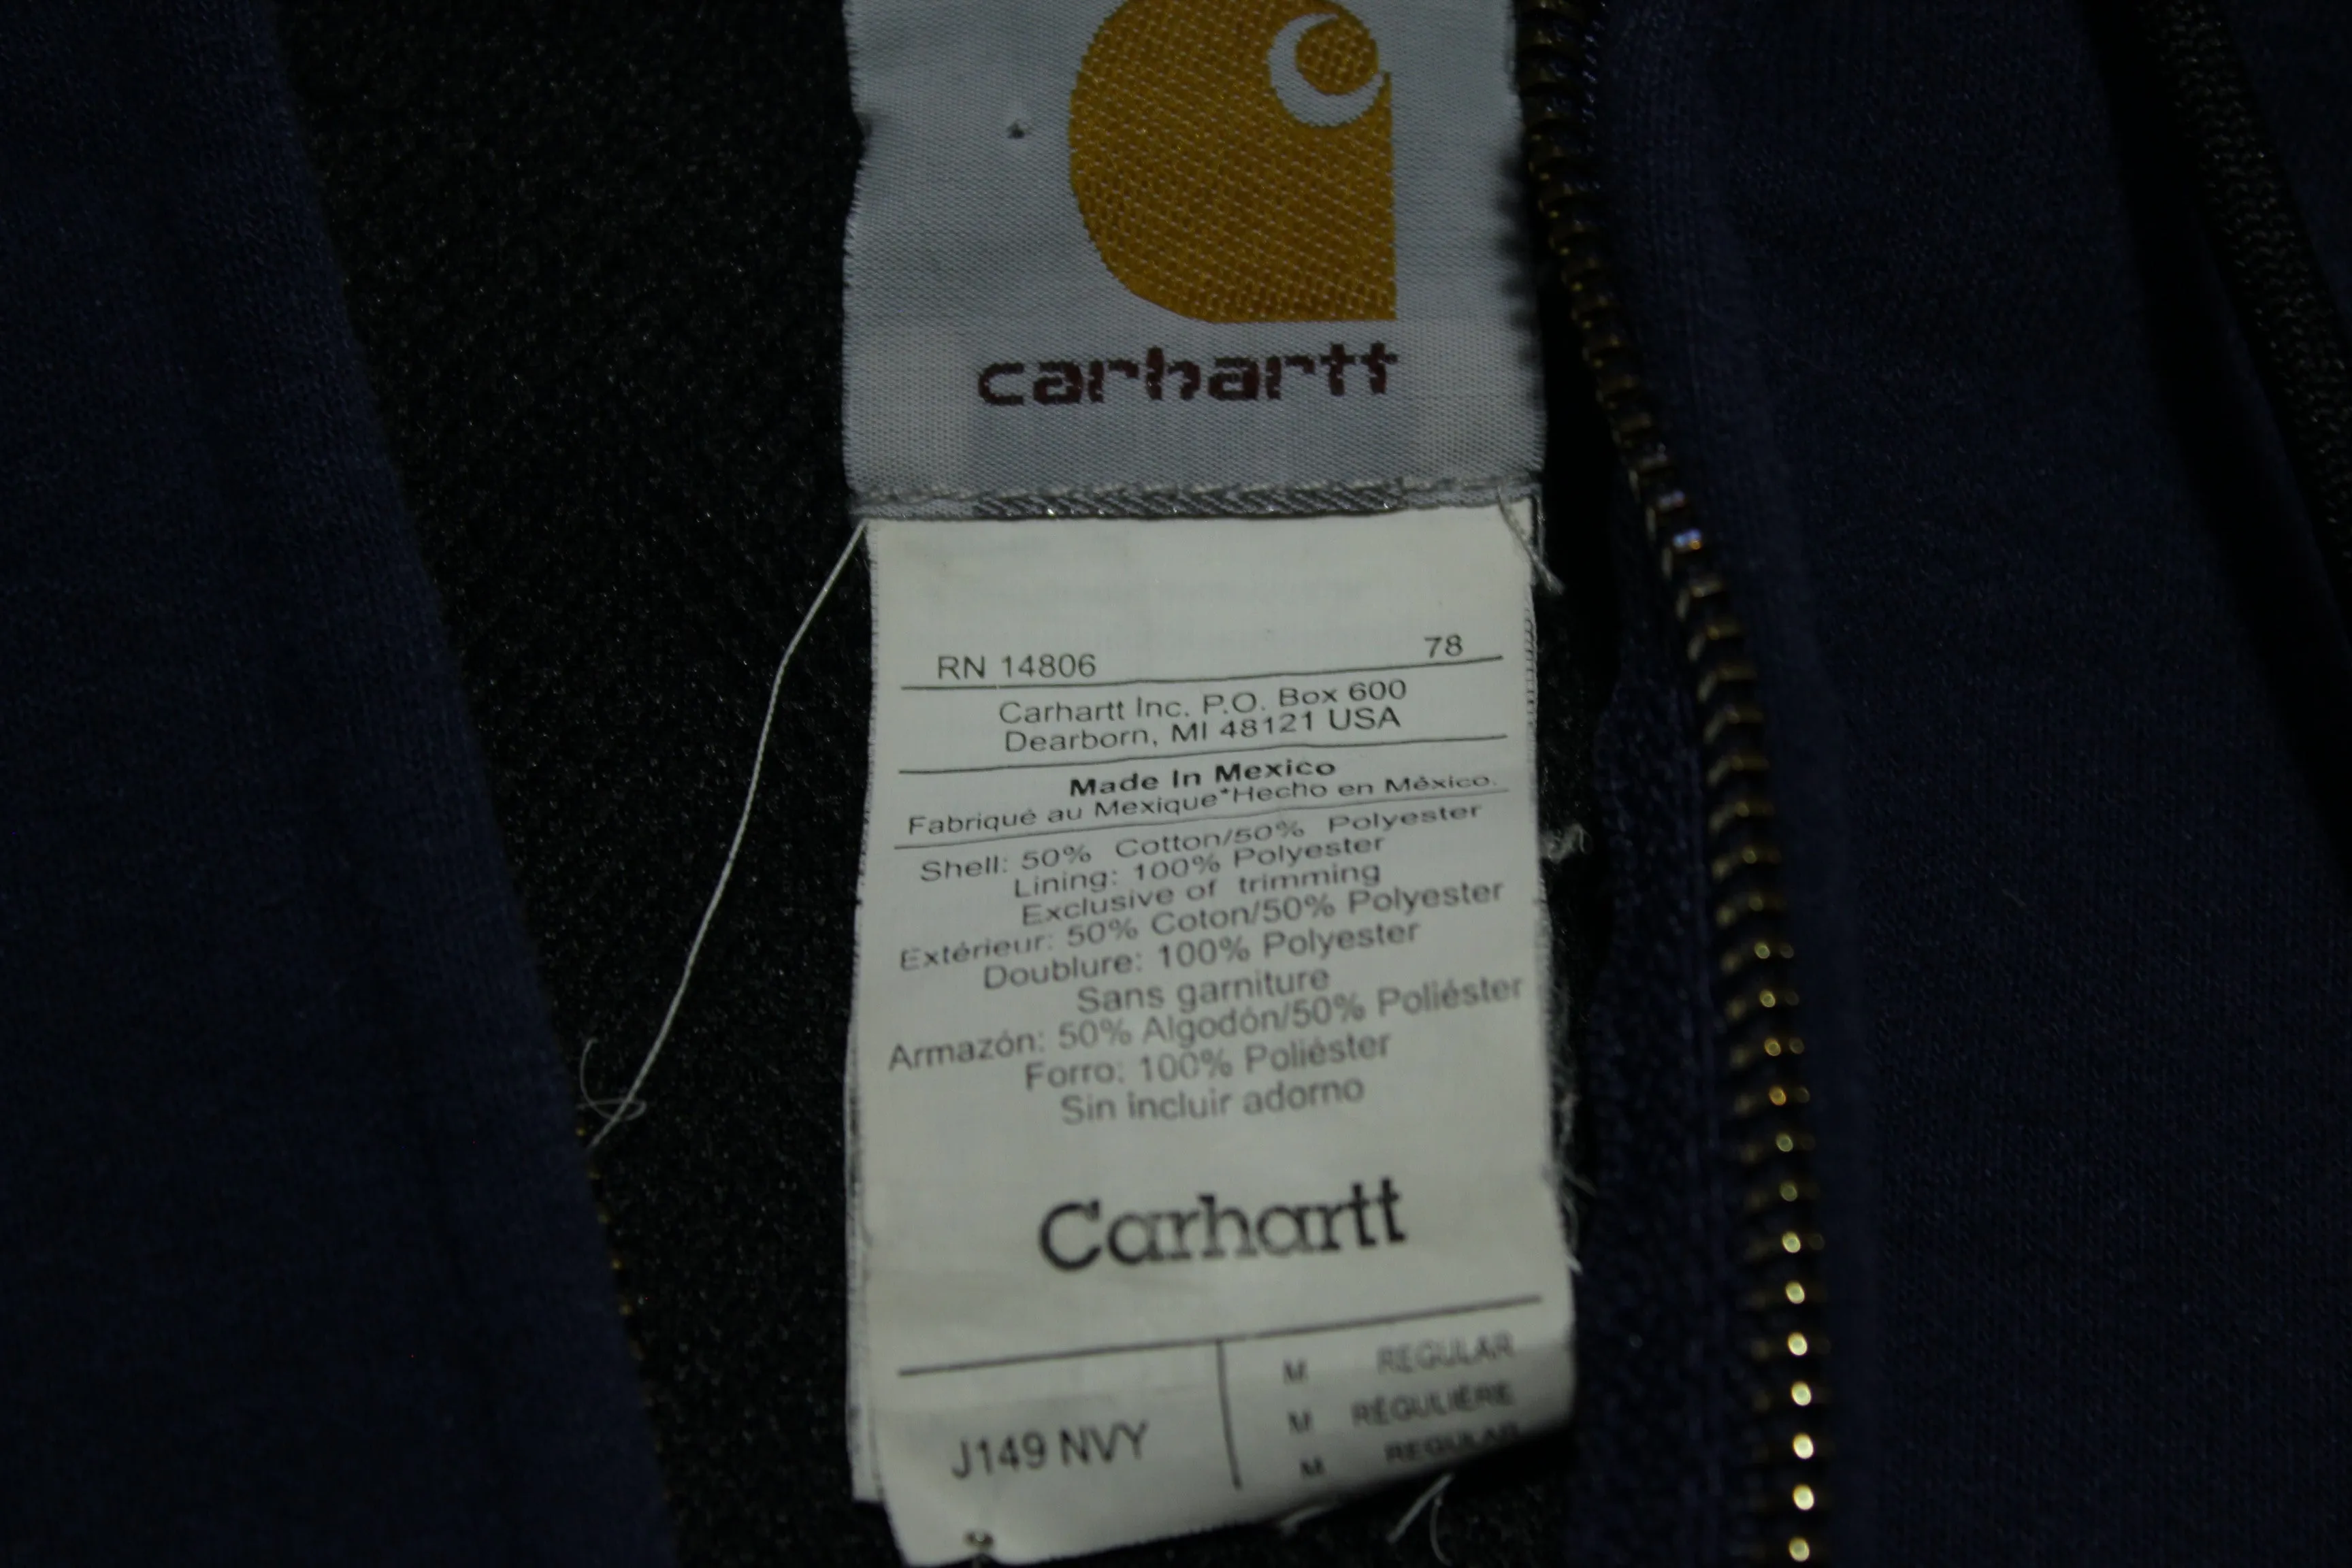 carhartt
RN 14806 78
Carhartt Inc. P.O. Box 600
Dearborn, MI 48121 USA
Made In Mexico
Fabriqué au Mexique*Hecho en México.
Shell: 50% Cotton/50% Polyester
Lining: 100% Polyester
Exclusive of trimming
Extérieur: 50% Coton/50% Polyester
Doublure: 100% Polyester
Sans garniture
Armazón: 50% Algodón/50% Poliéster
Forro: 100% Poliéster
Sin incluir adorno
Carhartt
J149 NVY
M REGULAR
M RÉGULIÈRE
M REGULAR